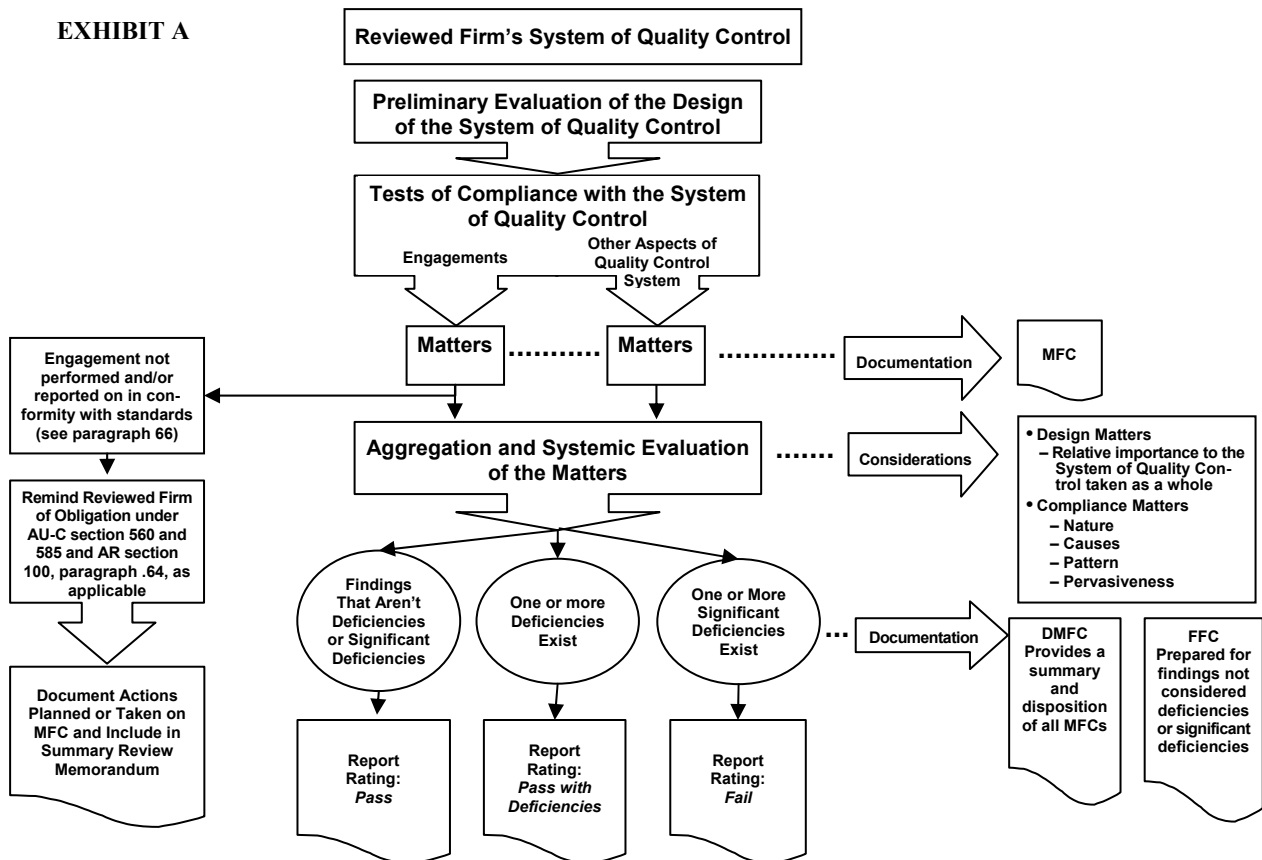 EXHIBIT A
Reviewed Firm's System of Quality Control
Preliminary Evaluation of the Design
of the System of Quality Control
Tests of Compliance with the System
of Quality Control
Engagements
Other Aspects of
Quality Control
System
Matters
Matters
Documentation
MFC
Engagement not
performed and/or
reported on in con-
formity with standards
(see paragraph 66)
Aggregation and Systemic Evaluation
of the Matters
Considerations
• Design Matters
– Relative importance to the
System of Quality Con-
trol taken as a whole
• Compliance Matters
– Nature
– Causes
– Pattern
– Pervasiveness
Remind Reviewed Firm
of Obligation under
AU-C section 560 and
585 and AR section
100, paragraph .64, as
applicable
Findings
That Aren't
Deficiencies
or Significant
Deficiencies
One or more
Deficiencies
Exist
One or More
Significant
Deficiencies
Exist
Documentation
DMFC
Provides a
summary
and
disposition
of all MFCs
FFC
Prepared for
findings not
considered
deficiencies
or significant
deficiencies
Document Actions
Planned or Taken on
MFC and Include in
Summary Review
Memorandum
Report
Rating:
Pass
Report
Rating:
Pass with
Deficiencies
Report
Rating:
Fail